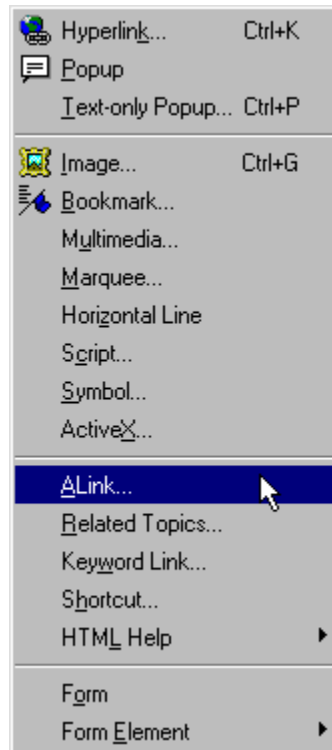 Hyperlink... Ctrl+K
Popup
Text-only Popup... Ctrl+P
Image... Ctrl+G
Bookmark...
Multimedia...
Marquee...
Horizontal Line
Script...
Symbol...
ActiveX...
ALink...
Related Topics...
Keyword Link...
Shortcut...
HTML Help
Form
Form Element